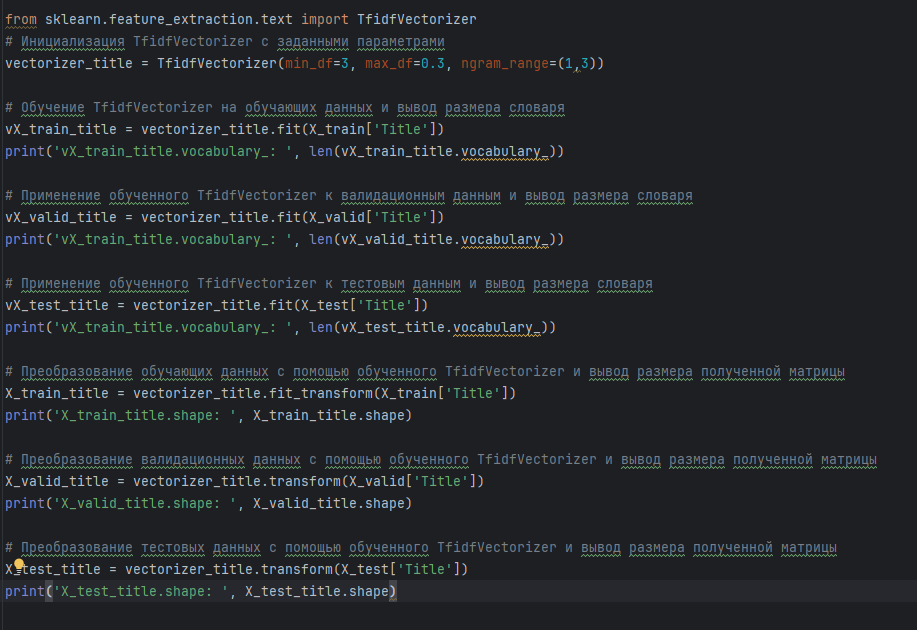 from sklearn.feature_extraction.text import TfidfVectorizer
# Инициализация TfidfVectorizer с заданными параметрами
vectorizer_title = TfidfVectorizer(min_df=3, max_df=0.3, ngram_range=(1,3))
# Обучение TfidfVectorizer на обучающих данных и вывод размера словаря
vX_train_title = vectorizer_title.fit(X_train['Title'])
print('vX_train_title.vocabulary_: ', len(vX_train_title.vocabulary_))
# Применение обученного TfidfVectorizer к валидационным данным и вывод размера словаря
vX_valid_title = vectorizer_title.fit(X_valid['Title'])
print('vX_train_title.vocabulary_: ', len(vX_valid_title.vocabulary_))
# Применение обученного TfidfVectorizer к тестовым данным и вывод размера словаря
vX_test_title = vectorizer_title.fit(X_test['Title'])
print('vX_train_title.vocabulary_: ', len(vX_test_title.vocabulary_))
# Преобразование обучающих данных с помощью обученного TfidfVectorizer и вывод размера полученной матрицы
X_train_title = vectorizer_title.fit_transform(X_train['Title'])
print('X_train_title.shape: ', X_train_title.shape)
# Преобразование валидационных данных с помощью обученного TfidfVectorizer и вывод размера полученной матрицы
X_valid_title = vectorizer_title.transform(X_valid['Title'])
print('X_valid_title.shape: ', X_valid_title.shape)
# Преобразование тестовых данных с помощью обученного TfidfVectorizer и вывод размера полученной матрицы
X_test_title = vectorizer_title.transform(X_test['Title'])
print('X_test_title.shape: ', X_test_title.shape)